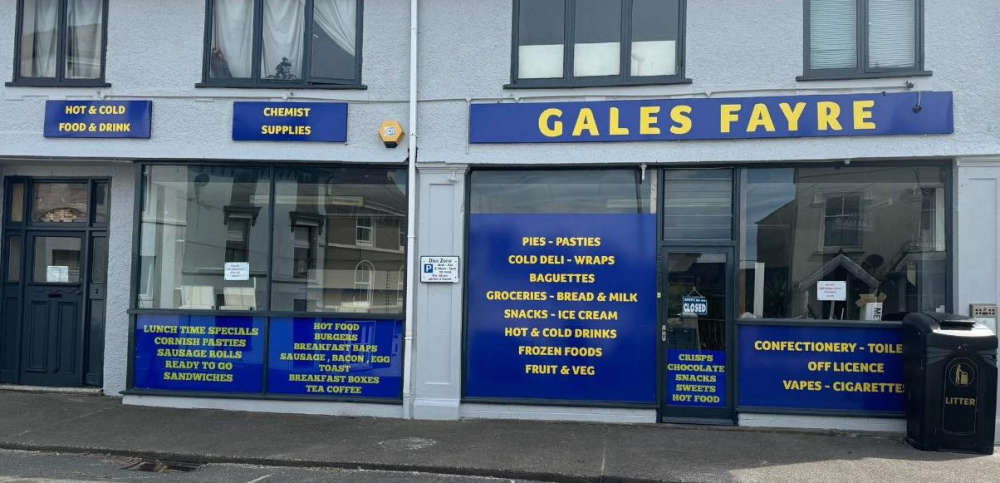 HOT & COLD
FOOD & DRINK
CHEMIST
SUPPLIES
GALES FAYRE
LUNCH TIME SPECIALS
CORNISH PASTIES
SAUSAGE ROLLS
READY TO GO
SANDWICHES
HOT FOOD
BURGERS
BREAKFAST BAPS
SAUSAGE , BACON , EGG
TOAST
BREAKFAST BOXES
TEA COFFEE
P
Disc Zone
PIES - PASTIES
COLD DELI - WRAPS
BAGUETTES
GROCERIES - BREAD & MILK
SNACKS - ICE CREAM
HOT & COLD DRINKS
FROZEN FOODS
FRUIT & VEG
CLOSED
CRISPS
CHOCOLATE
SNACKS
SWEETS
HOT FOOD
CONFECTIONERY - TOILE
OFF LICENCE
VAPES - CIGARETTE
LITTER